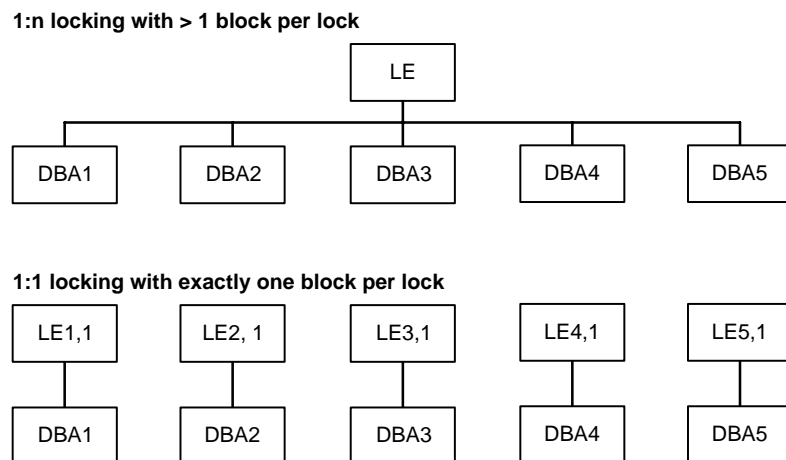 1:n locking with > 1 block per lock
LE
DBA1 DBA2 DBA3 DBA4 DBA5
1:1 locking with exactly one block per lock
LE1,1 LE2, 1 LE3,1 LE4,1 LE5,1
DBA1 DBA2 DBA3 DBA4 DBA5